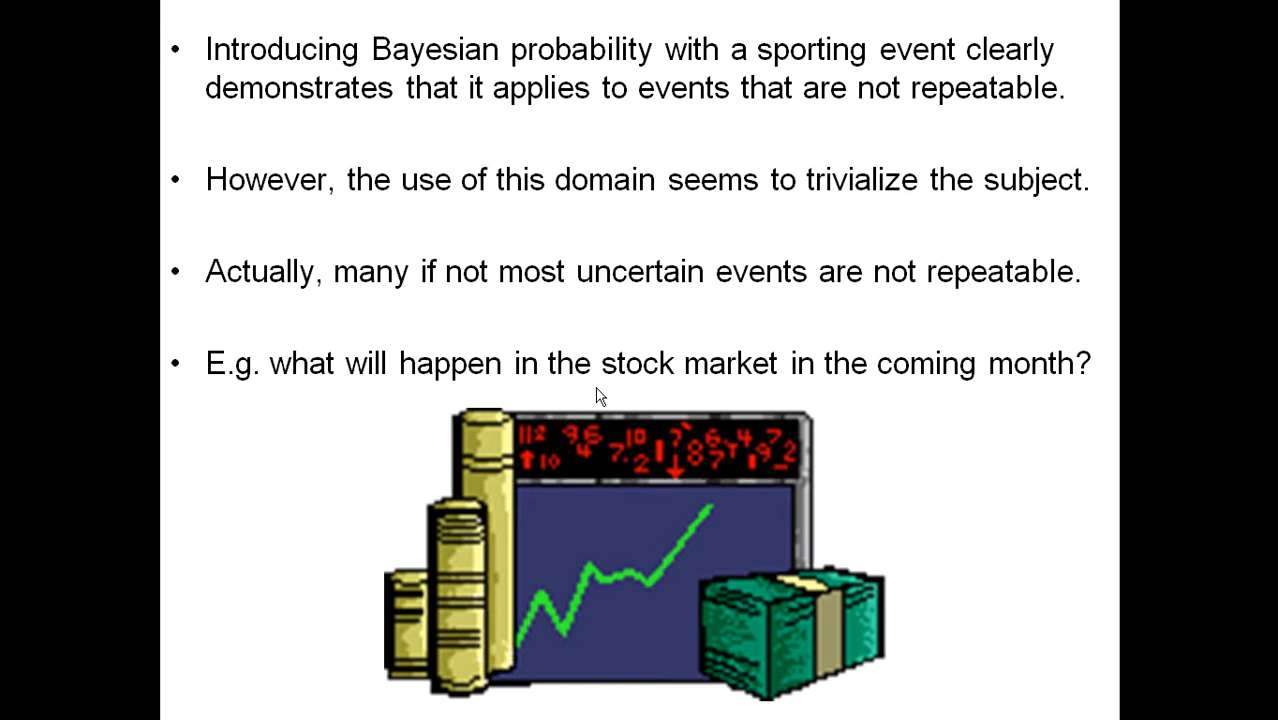 • Introducing Bayesian probability with a sporting event clearly
demonstrates that it applies to events that are not repeatable.
• However, the use of this domain seems to trivialize the subject.
• Actually, many if not most uncertain events are not repeatable.
• E.g. what will happen in the stock market in the coming month?